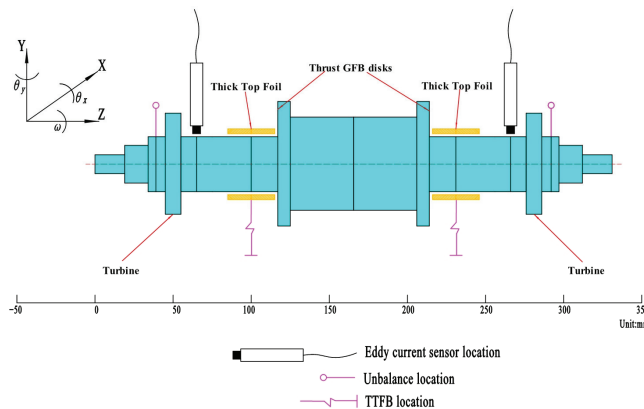 Y
X
Z
θy
θx
ω
Thrust GFB disks
Thick Top Foil
Thick Top Foil
Turbine
Turbine
-50 0 50 100 150 200 250 300 35
Unit:m
Eddy current sensor location
Unbalance location
TTFB location